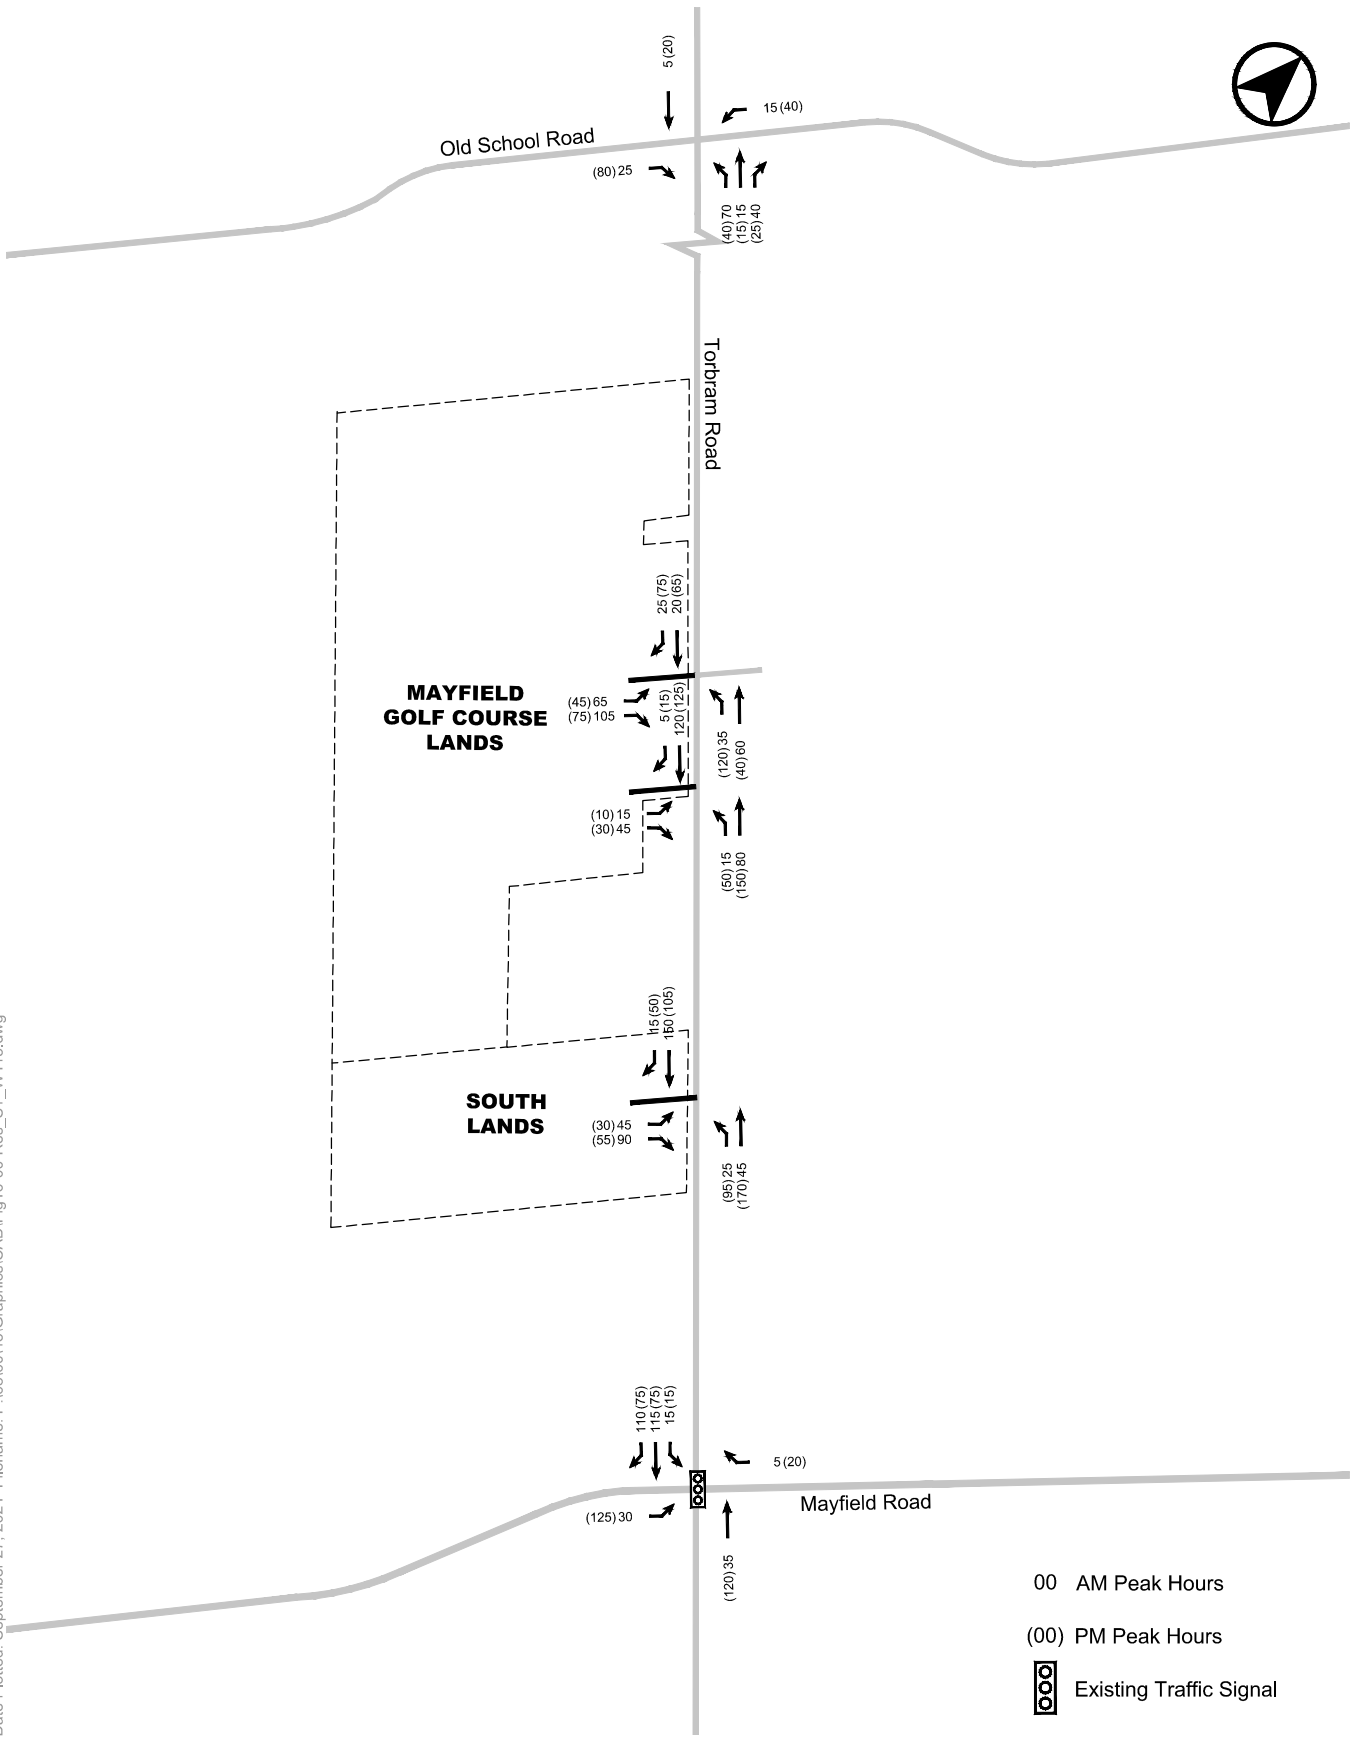 5 (20)
15 (40)
Old School Road
(80) 25
(40) 70
(15) 15
(25) 40
Torbram Road
25 (75)
20 (65)
MAYFIELD
GOLF COURSE
LANDS
(45) 65
(75) 105
5 (15)
120 (125)
(120) 35
(40) 60
(10) 15
(30) 45
(50) 15
(150) 80
15 (50)
150 (105)
SOUTH
LANDS
(30) 45
(55) 90
(95) 25
(170) 45
110 (75)
115 (75)
15 (15)
5 (20)
Mayfield Road
(125) 30
(120) 35
00 AM Peak Hours
(00) PM Peak Hours
Existing Traffic Signal